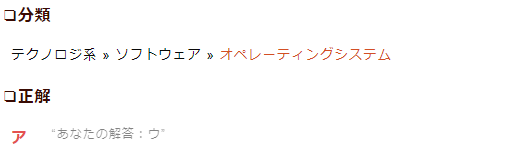 ❏分類
テクノロジ系 » ソフトウェア » オペレーティングシステム
❏正解
ア “あなたの解答：ウ”